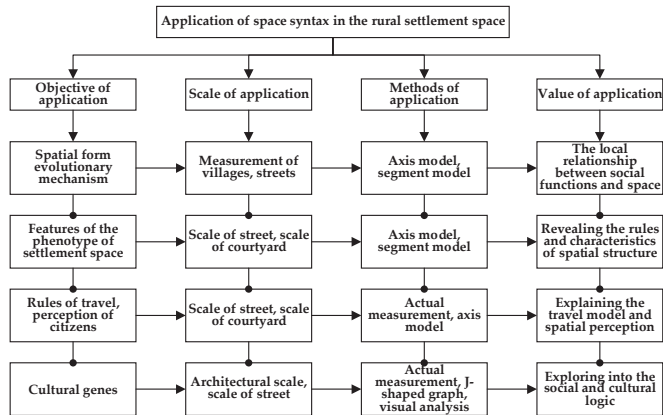 Application of space syntax in the rural settlement space
Objective of
application
Scale of application
Methods of
application
Value of application
Spatial form
evolutionary
mechanism
Measurement of
villages, streets
Axis model,
segment model
The local
relationship
between social
functions and space
Features of the
phenotype of
settlement space
Scale of street, scale
of courtyard
Axis model,
segment model
Revealing the rules
and characteristics
of spatial structure
Rules of travel,
perception of
citizens
Scale of street, scale
of courtyard
Actual
measurement, axis
model
Explaining the
travel model and
spatial perception
Cultural genes
Architectural scale,
scale of street
Actual
measurement, J-
shaped graph,
visual analysis
Exploring into the
social and cultural
logic